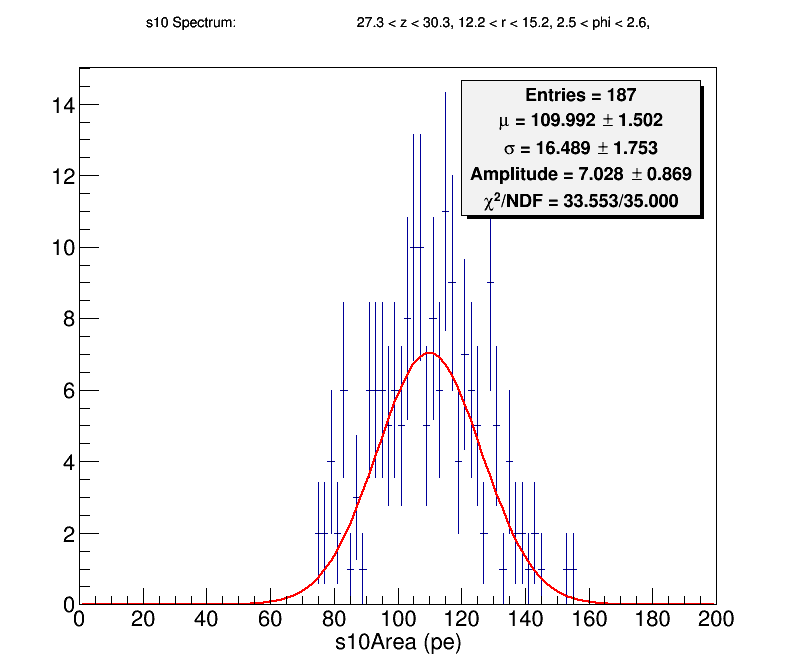 s10 Spectrum: 27.3 < z < 30.3, 12.2 < r < 15.2, 2.5 < phi < 2.6,
Entries = 187
μ = 109.992 ± 1.502
σ = 16.489 ± 1.753
Amplitude = 7.028 ± 0.869
χ²/NDF = 33.553/35.000
14
12
10
8
6
4
2
0
0 20 40 60 80 100 120 140 160 180 200
s10Area (pe)